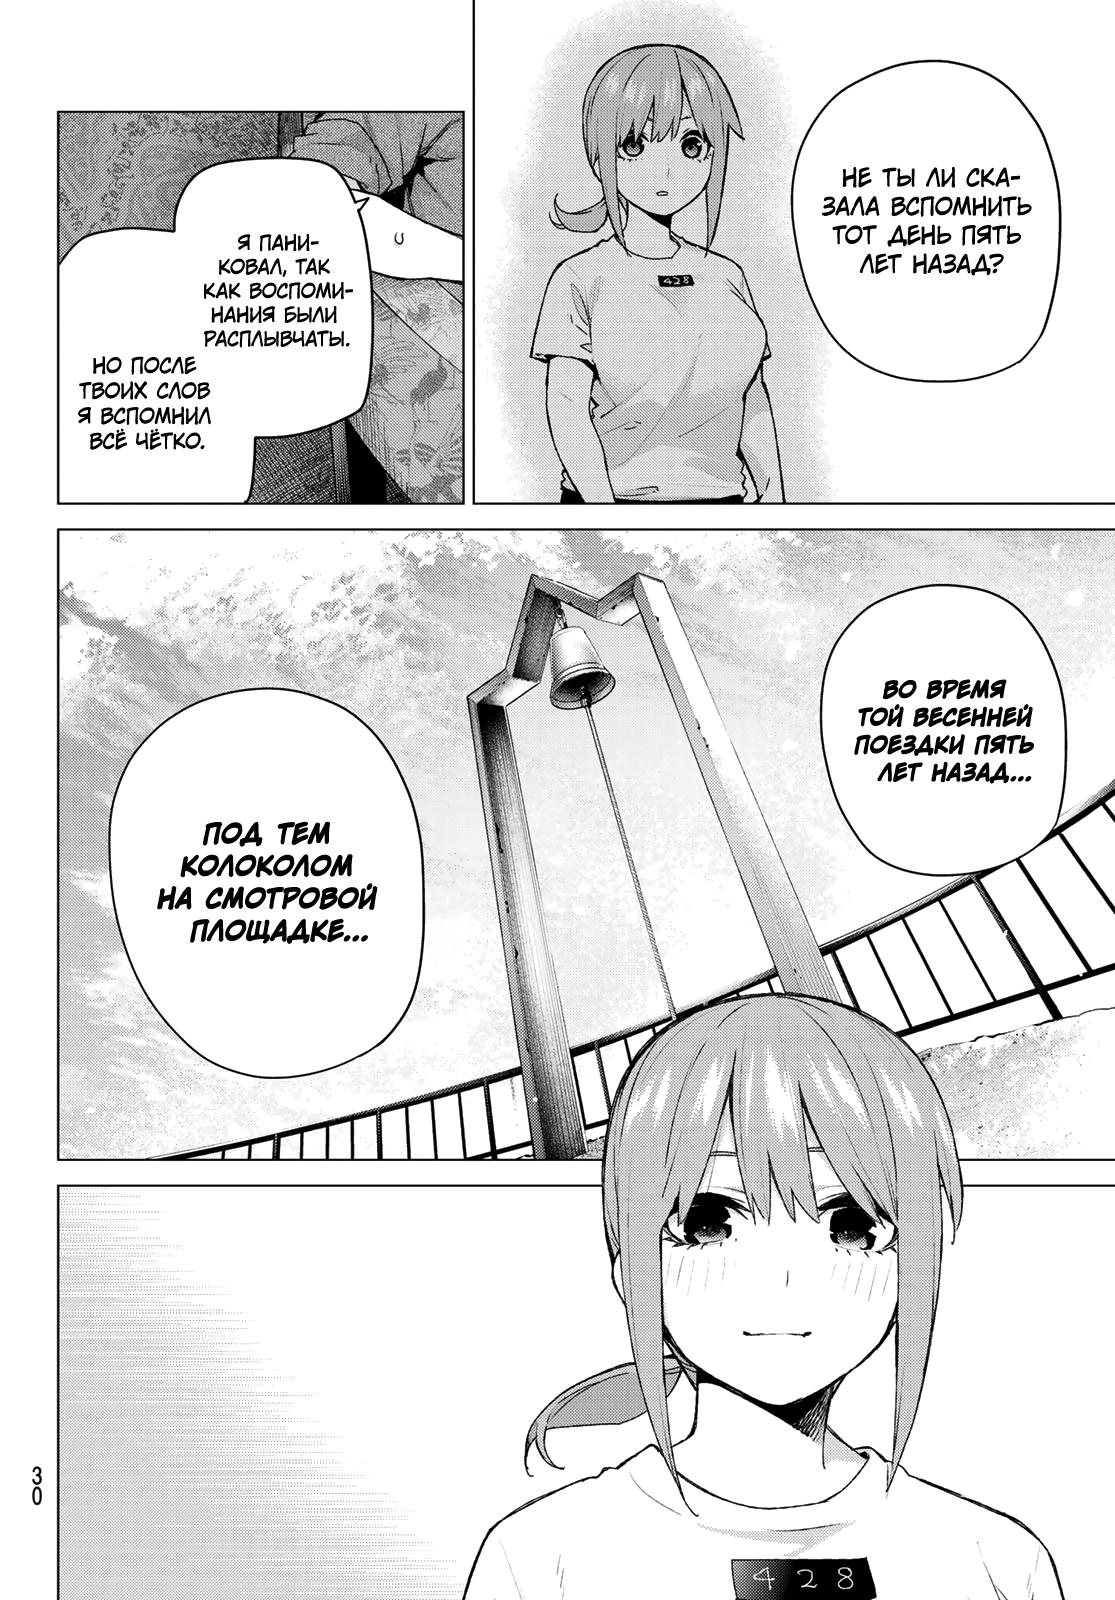 НЕ ТЫ ЛИ СКА-
ЗАЛА ВСПОМНИТЬ
ТОТ ДЕНЬ ПЯТЬ
ЛЕТ НАЗАД?
428
Я ПАНИ-
КОВАЛ, ТАК
КАК ВОСПОМИ-
НАНИЯ БЫЛИ
РАСПЛЫВЧАТЫ.
НО ПОСЛЕ
ТВОИХ СЛОВ
Я ВСПОМНИЛ
ВСЁ ЧЁТКО.
ВО ВРЕМЯ
ТОЙ ВЕСЕННЕЙ
ПОЕЗДКИ ПЯТЬ
ЛЕТ НАЗАД...
ПОД ТЕМ
КОЛОКОЛОМ
НА СМОТРОВОЙ
ПЛОЩАДКЕ...
428
30